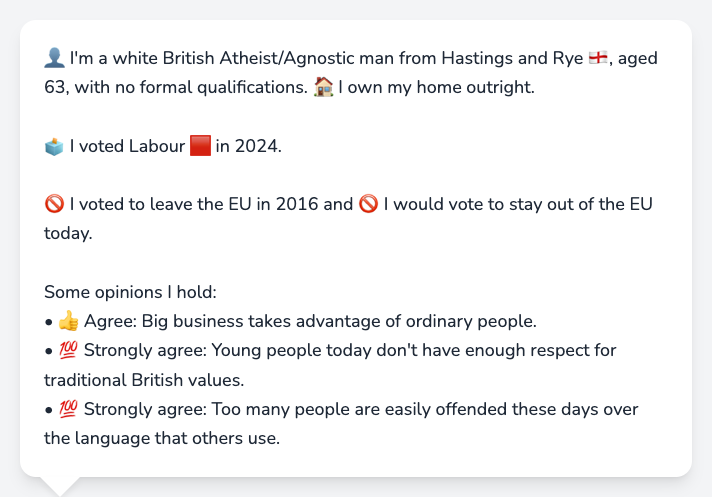 👤 I'm a white British Atheist/Agnostic man from Hastings and Rye 🏴󠁧󠁢󠁥󠁮󠁧󠁿, aged
63, with no formal qualifications. 🏠 I own my home outright.
🗳️ I voted Labour 🟥 in 2024.
🚫 I voted to leave the EU in 2016 and 🚫 I would vote to stay out of the EU
today.
Some opinions I hold:
• 👍 Agree: Big business takes advantage of ordinary people.
• 💯 Strongly agree: Young people today don't have enough respect for
traditional British values.
• 💯 Strongly agree: Too many people are easily offended these days over
the language that others use.